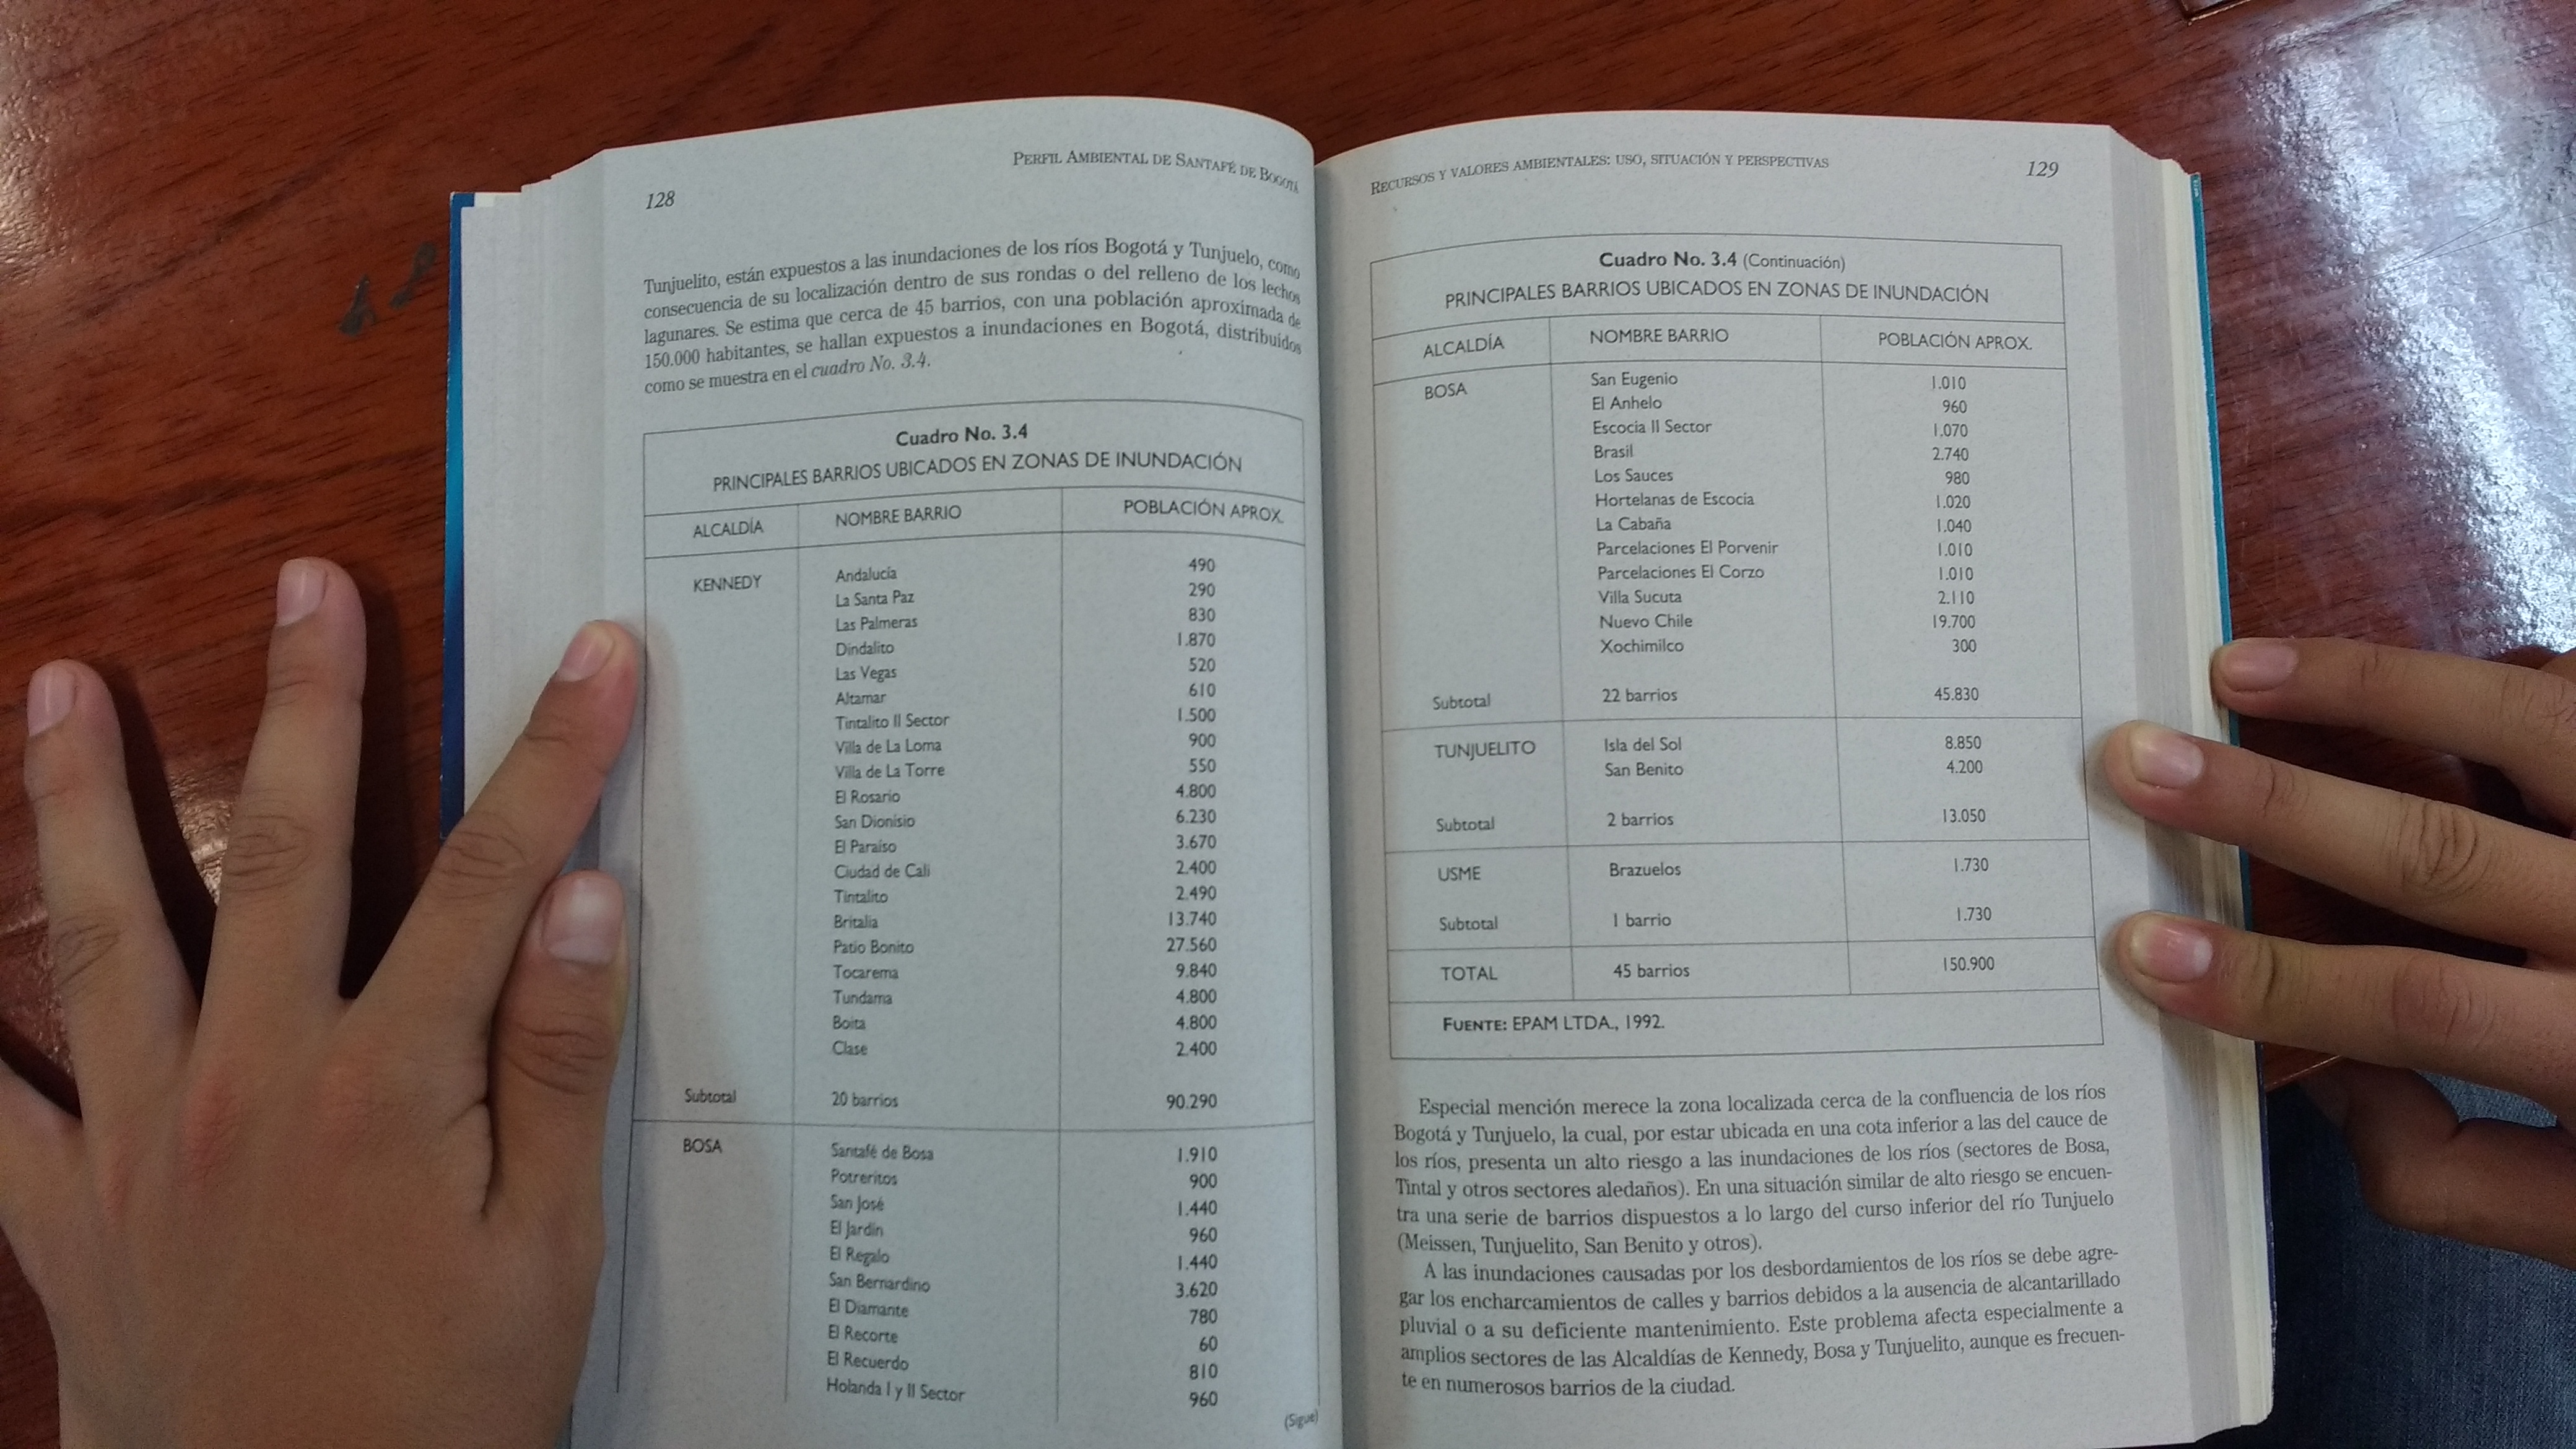 128
PERFIL AMBIENTAL DE SANTAFÉ DE BOGOTÁ
Tunjuelito, están expuestos a las inundaciones de los ríos Bogotá y Tunjuelo, como
consecuencia de su localización dentro de sus rondas o del relleno de los lechos
lagunares. Se estima que cerca de 45 barrios, con una población aproximada de
150.000 habitantes, se hallan expuestos a inundaciones en Bogotá, distribuidos
como se muestra en el cuadro No. 3.4.
Cuadro No. 3.4
PRINCIPALES BARRIOS UBICADOS EN ZONAS DE INUNDACIÓN
ALCALDÍA NOMBRE BARRIO POBLACIÓN APROX.
KENNEDY Andalucía 490
La Santa Paz 290
Las Palmeras 830
Dindalito 1.870
Las Vegas 520
Altamar 610
Tintalito II Sector 1.500
Villa de La Loma 900
Villa de La Torre 550
El Rosario 4.800
San Dionisio 6.230
El Paraíso 3.670
Ciudad de Cali 2.400
Tintalito 2.490
Britalia 13.740
Patio Bonito 27.560
Tocarema 9.840
Tundama 4.800
Boita 4.800
Clase 2.400
Subtotal 20 barrios 90.290
BOSA Santafé de Bosa 1.910
Potreritos 900
San José 1.440
El Jardín 960
El Regalo 1.440
San Bernardino 3.620
El Diamante 780
El Recorte 60
El Recuerdo 810
Holanda I y II Sector 960
(Sigue)
RECURSOS Y VALORES AMBIENTALES: USO, SITUACIÓN Y PERSPECTIVAS
129
Cuadro No. 3.4 (Continuación)
PRINCIPALES BARRIOS UBICADOS EN ZONAS DE INUNDACIÓN
ALCALDÍA NOMBRE BARRIO POBLACIÓN APROX.
BOSA San Eugenio 1.010
El Anhelo 960
Escocia II Sector 1.070
Brasil 2.740
Los Sauces 980
Hortelanas de Escocia 1.020
La Cabaña 1.040
Parcelaciones El Porvenir 1.010
Parcelaciones El Corzo 1.010
Villa Sucuta 2.110
Nuevo Chile 19.700
Xochimilco 300
Subtotal 22 barrios 45.830
TUNJUELITO Isla del Sol 8.850
San Benito 4.200
Subtotal 2 barrios 13.050
USME Brazuelos 1.730
Subtotal 1 barrio 1.730
TOTAL 45 barrios 150.900
FUENTE: EPAM LTDA., 1992.
Especial mención merece la zona localizada cerca de la confluencia de los ríos
Bogotá y Tunjuelo, la cual, por estar ubicada en una cota inferior a las del cauce de
los ríos, presenta un alto riesgo a las inundaciones de los ríos (sectores de Bosa,
Tintal y otros sectores aledaños). En una situación similar de alto riesgo se encuen-
tra una serie de barrios dispuestos a lo largo del curso inferior del río Tunjuelo
(Meissen, Tunjuelito, San Benito y otros).
A las inundaciones causadas por los desbordamientos de los ríos se debe agre-
gar los encharcamientos de calles y barrios debidos a la ausencia de alcantarillado
pluvial o a su deficiente mantenimiento. Este problema afecta especialmente a
amplios sectores de las Alcaldías de Kennedy, Bosa y Tunjuelito, aunque es frecuen-
te en numerosos barrios de la ciudad.